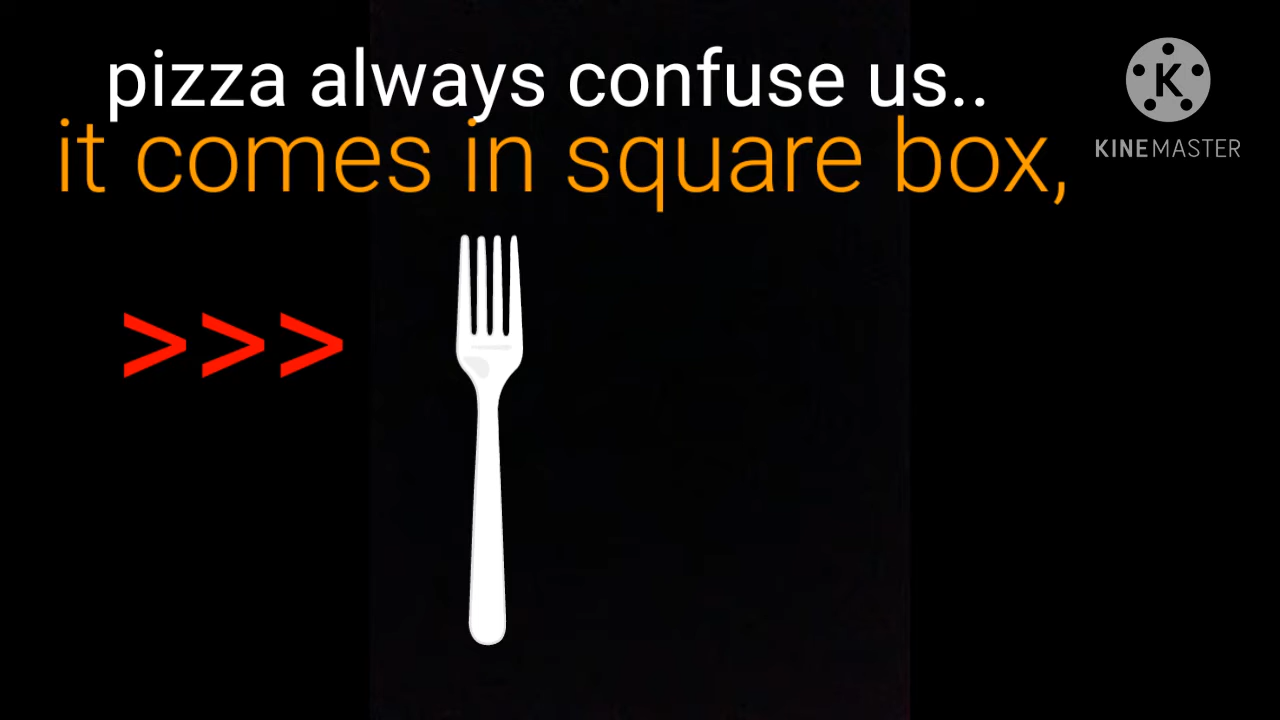 pizza always confuse us..
it comes in square box,
>>>
K
KINEMASTER